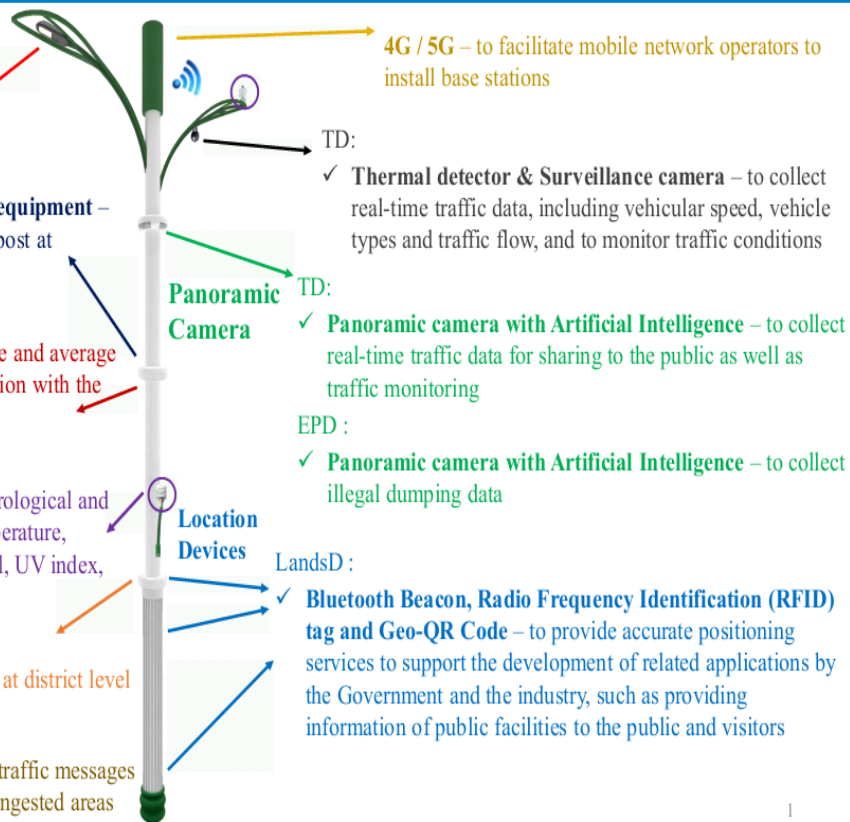 4G / 5G – to facilitate mobile network operators to
install base stations
TD:
✓ Thermal detector & Surveillance camera – to collect
real-time traffic data, including vehicular speed, vehicle
types and traffic flow, and to monitor traffic conditions
equipment –
post at
Panoramic
Camera
TD:
✓ Panoramic camera with Artificial Intelligence – to collect
real-time traffic data for sharing to the public as well as
traffic monitoring
e and average
ion with the
EPD :
✓ Panoramic camera with Artificial Intelligence – to collect
illegal dumping data
rological and
perature,
l, UV index,
Location
Devices
LandsD :
✓ Bluetooth Beacon, Radio Frequency Identification (RFID)
tag and Geo-QR Code – to provide accurate positioning
services to support the development of related applications by
the Government and the industry, such as providing
information of public facilities to the public and visitors
at district level
traffic messages
ngested areas
1